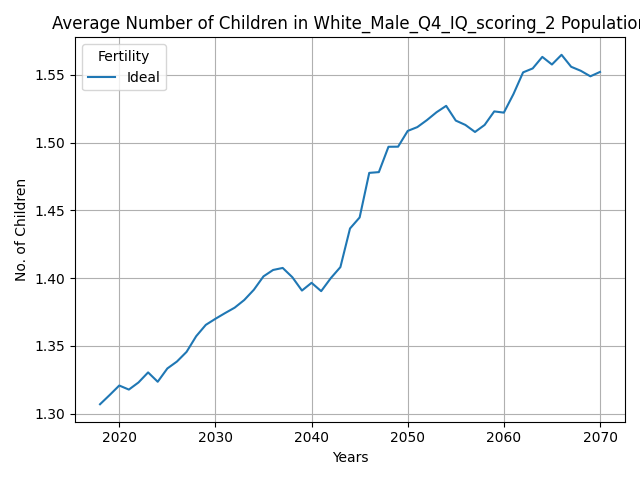 Average Number of Children in White_Male_Q4_IQ_scoring_2 Population
Fertility
Ideal
No. of Children
1.55
1.50
1.45
1.40
1.35
1.30
2020 2030 2040 2050 2060 2070
Years